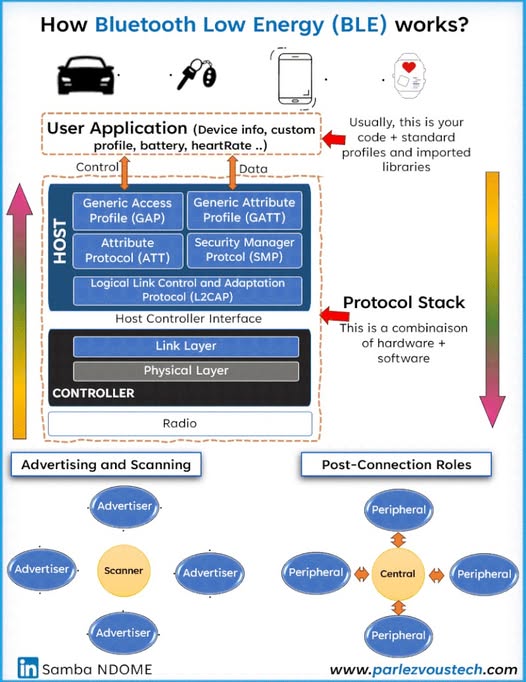 How Bluetooth Low Energy (BLE) works?
User Application (Device info, custom
profile, battery, heartRate ..)
Usually, this is your
code + standard
profiles and imported
libraries
Control
Data
HOST
Generic Access
Profile (GAP)
Generic Attribute
Profile (GATT)
Attribute
Protocol (ATT)
Security Manager
Protcol (SMP)
Logical Link Control and Adaptation
Protocol (L2CAP)
Host Controller Interface
Protocol Stack
This is a combinaison
of hardware +
software
Link Layer
Physical Layer
CONTROLLER
Radio
Advertising and Scanning
Post-Connection Roles
Advertiser
Advertiser
Scanner
Advertiser
Advertiser
Peripheral
Peripheral
Central
Peripheral
Peripheral
in Samba NDOME
www.parlezvoustech.com